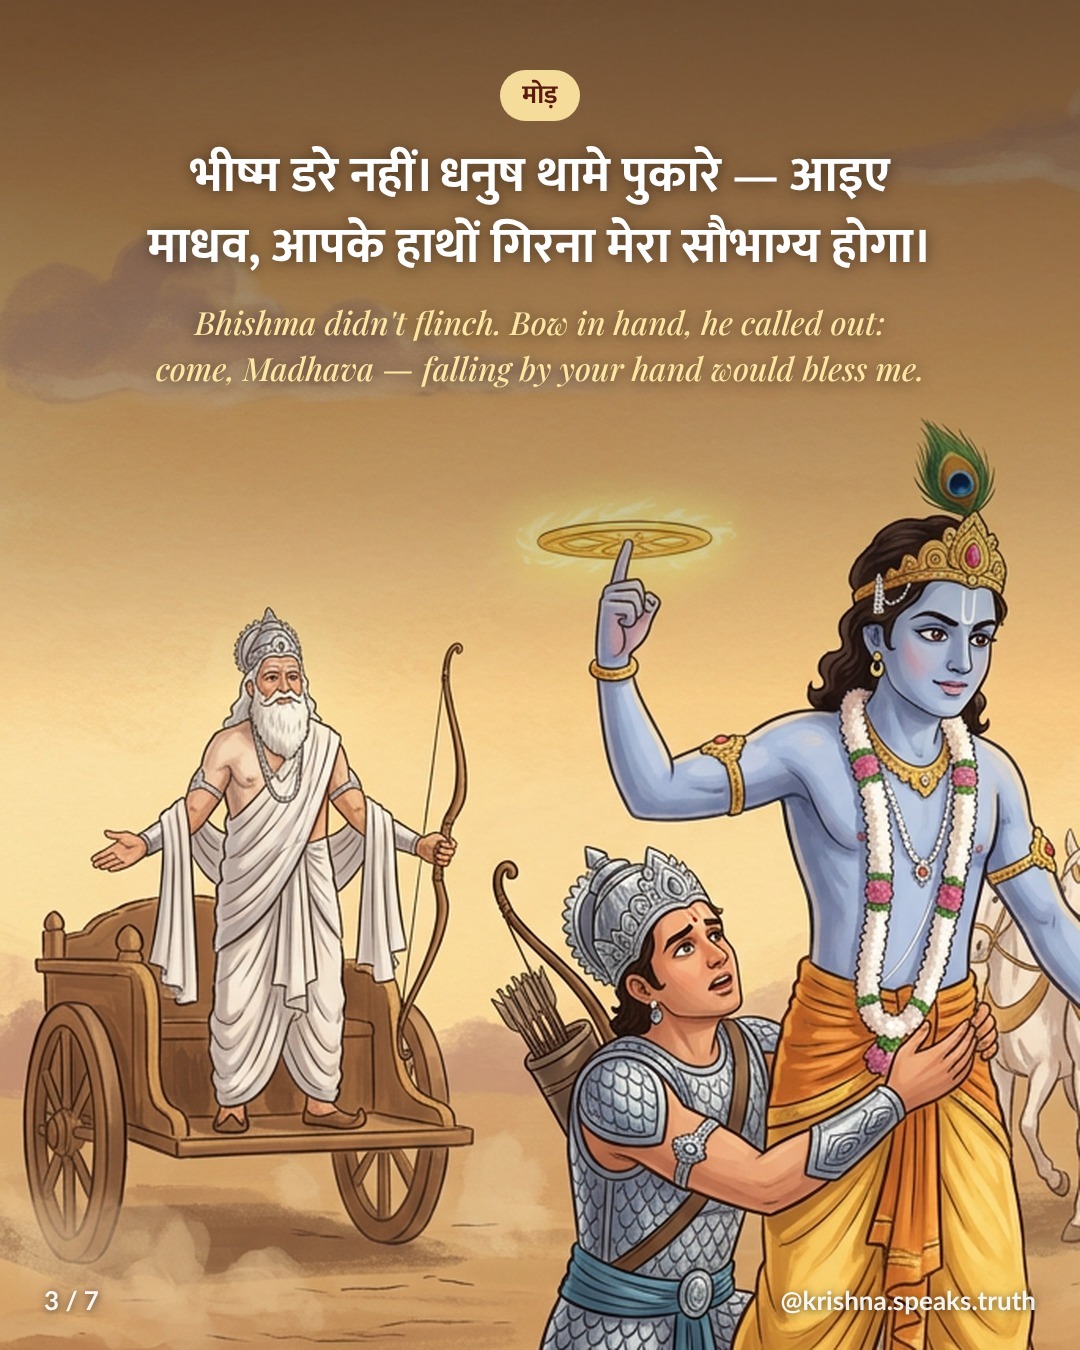 मोड़
भीष्म डरे नहीं। धनुष थामे पुकारे — आइए
माधव, आपके हाथों गिरना मेरा सौभाग्य होगा।
Bhishma didn't flinch. Bow in hand, he called out:
come, Madhava — falling by your hand would bless me.
3 / 7
@krishna.speaks.truth